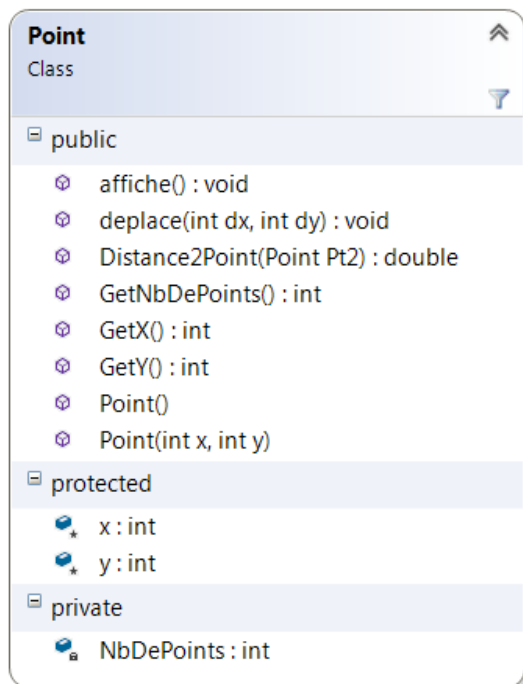 Point
Class
public
affiche() : void
deplace(int dx, int dy) : void
Distance2Point(Point Pt2) : double
GetNbDePoints() : int
GetX() : int
GetY() : int
Point()
Point(int x, int y)
protected
x : int
y : int
private
NbDePoints : int